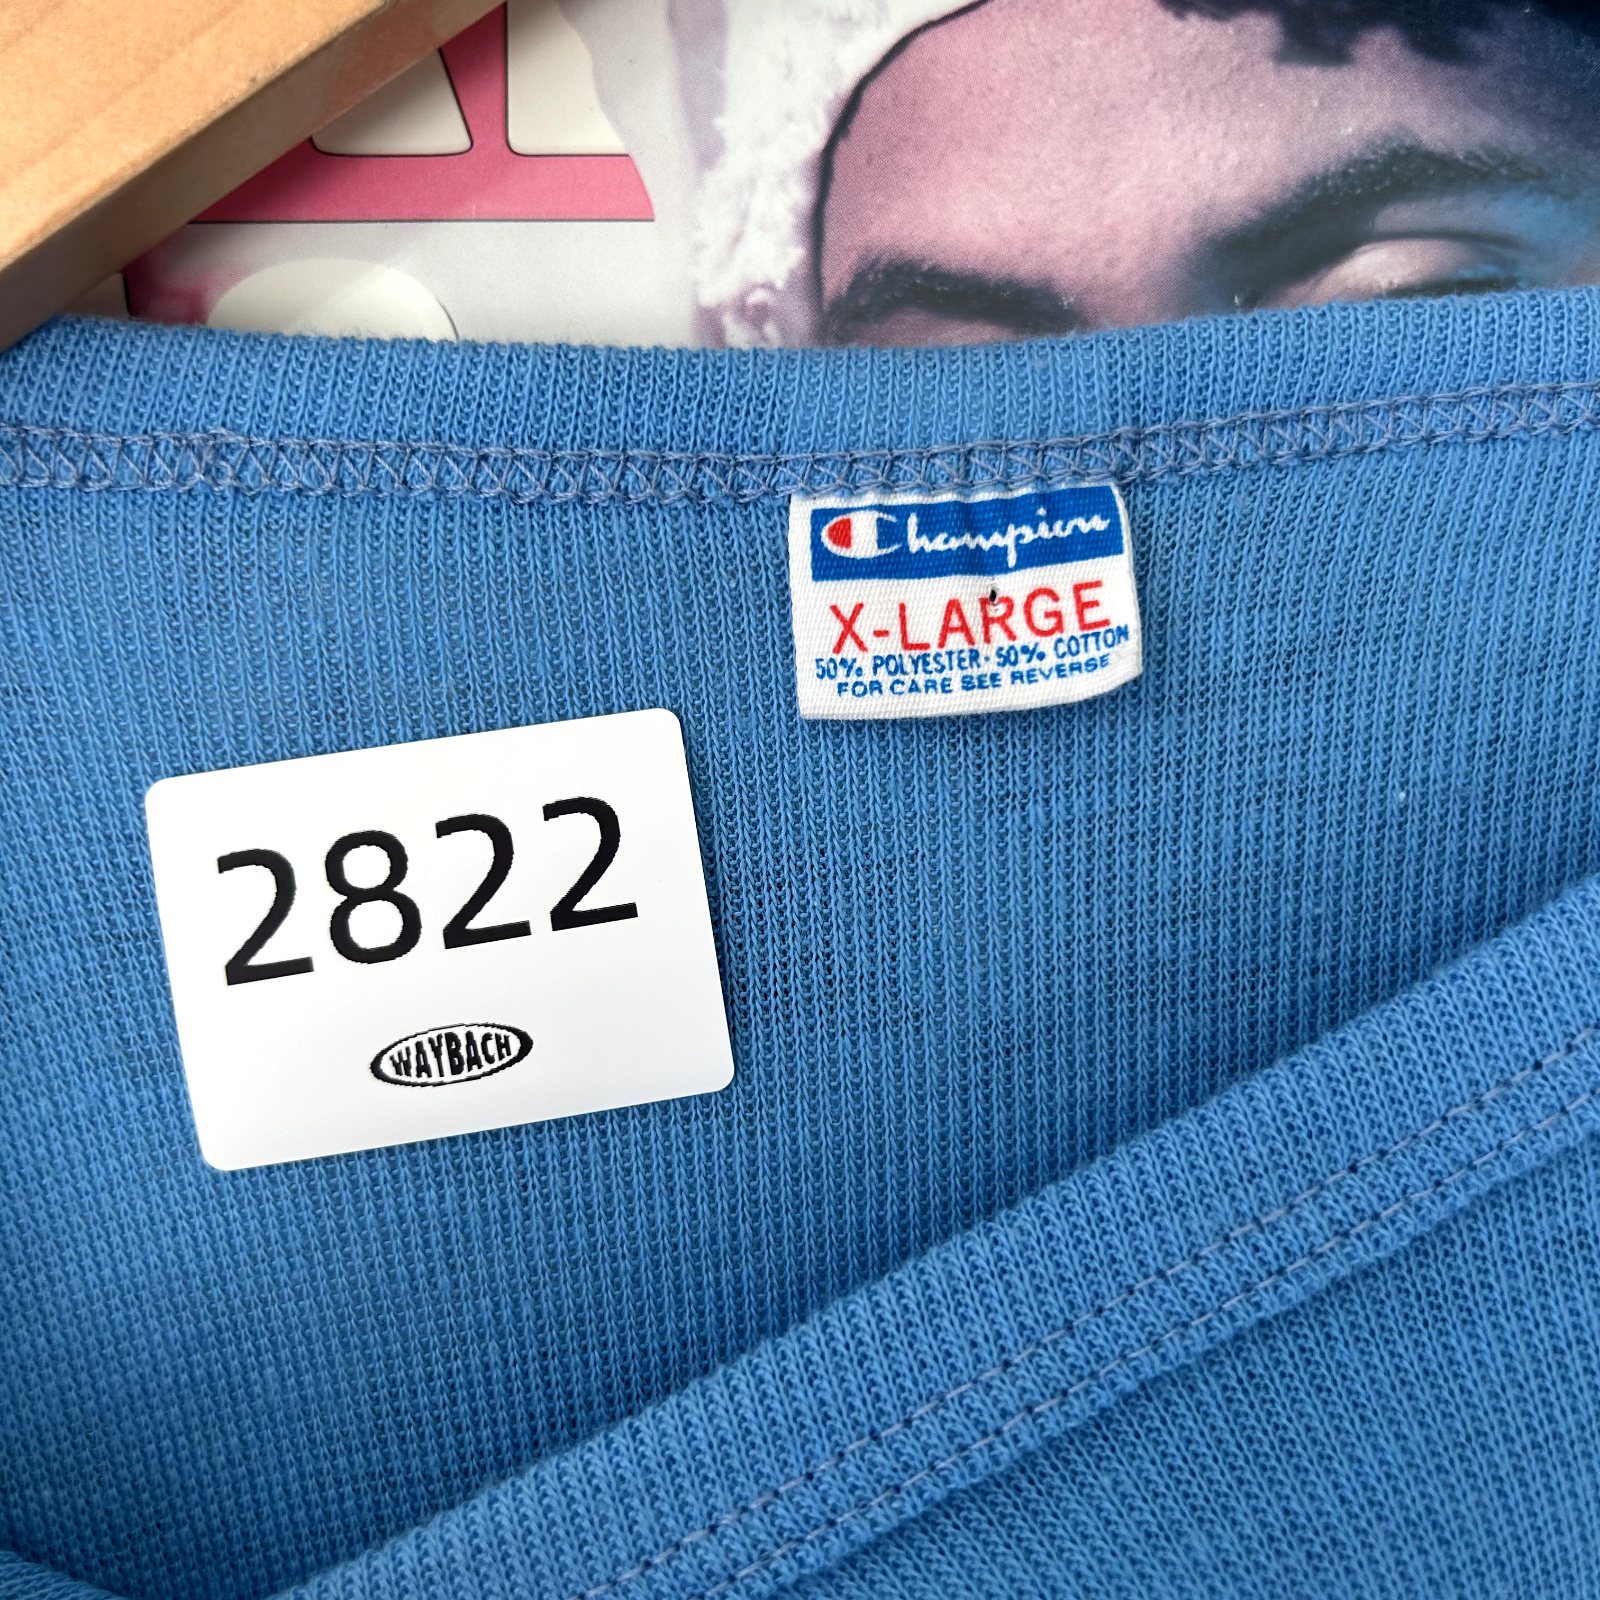 Champion
X-LARGE
50% POLYESTER·50% COTTON
FOR CARE SEE REVERSE
2822
WAYBACH